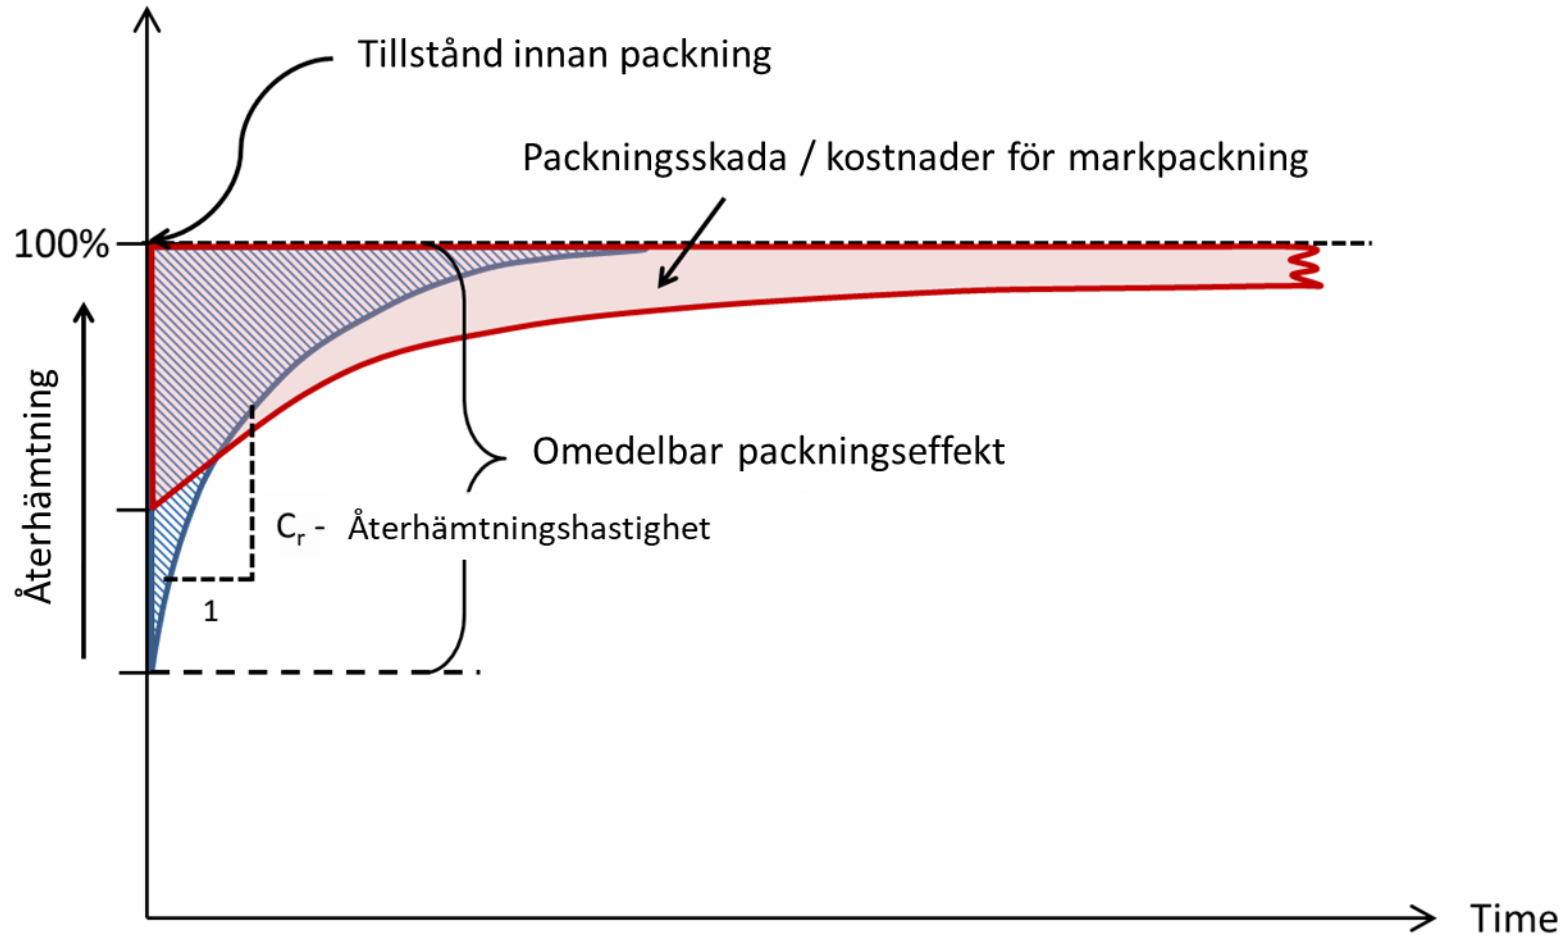 Tillstånd innan packning
Packningsskada / kostnader för markpackning
100%
Återhämtning
Omedelbar packningseffekt
Cr - Återhämtningshastighet
1
Time